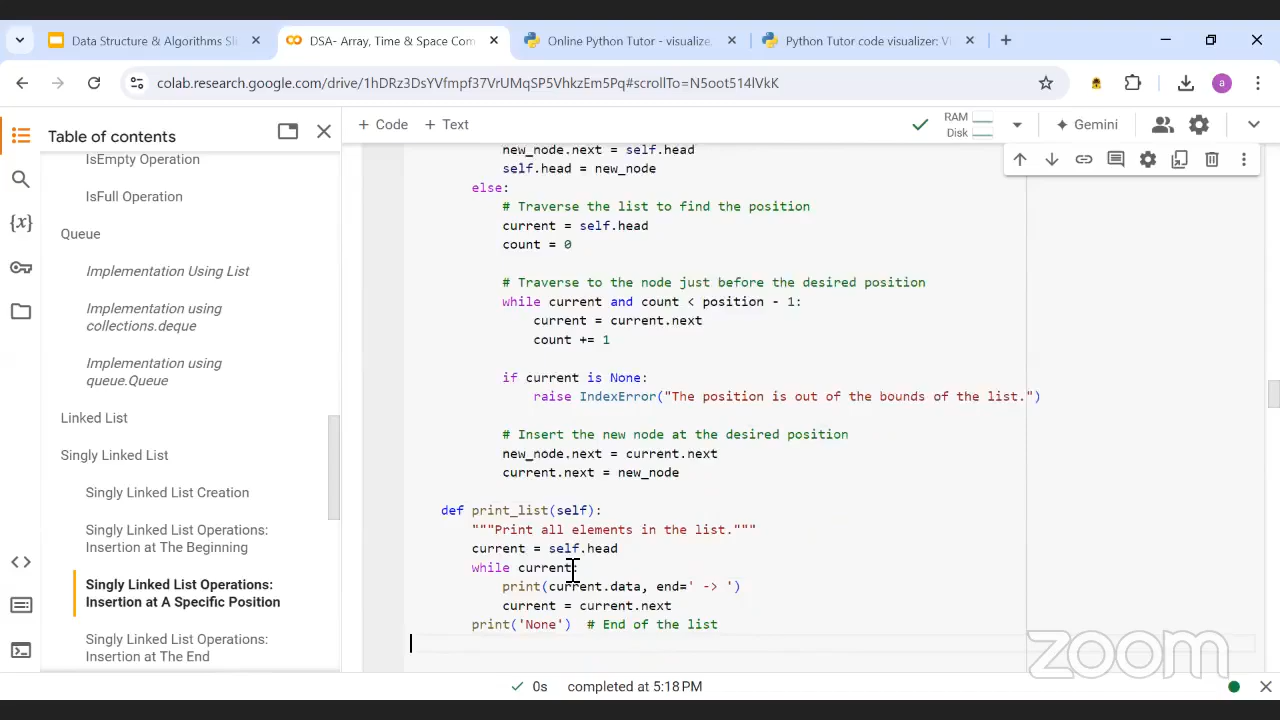 Data Structure & Algorithms Sli
DSA- Array, Time & Space Com
Online Python Tutor - visualize
Python Tutor code visualizer: Vi
colab.research.google.com/drive/1hDRz3DsYVfmpf37VrUMqSP5VhkzEm5Pq#scrollTo=N5oot514lVkK
a
Table of contents
+ Code + Text
RAM
Disk
Gemini
IsEmpty Operation
IsFull Operation
{x}
Queue
Implementation Using List
Implementation using
collections.deque
Implementation using
queue.Queue
Linked List
Singly Linked List
Singly Linked List Creation
Singly Linked List Operations:
Insertion at The Beginning
Singly Linked List Operations:
Insertion at A Specific Position
Singly Linked List Operations:
Insertion at The End
new_node.next = self.head
self.head = new_node
else:
# Traverse the list to find the position
current = self.head
count = 0
# Traverse to the node just before the desired position
while current and count < position - 1:
current = current.next
count += 1
if current is None:
raise IndexError("The position is out of the bounds of the list.")
# Insert the new node at the desired position
new_node.next = current.next
current.next = new_node
def print_list(self):
"""Print all elements in the list."""
current = self.head
while current:
print(current.data, end=' -> ')
current = current.next
print('None')  # End of the list
zoom
0s completed at 5:18 PM